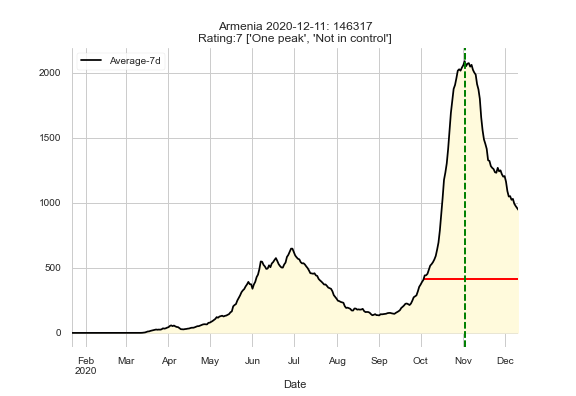 Armenia 2020-12-11: 146317
Rating:7 ['One peak', 'Not in control']
Average-7d
2000
1500
1000
500
0
Feb Mar Apr May Jun Jul Aug Sep Oct Nov Dec
2020
Date